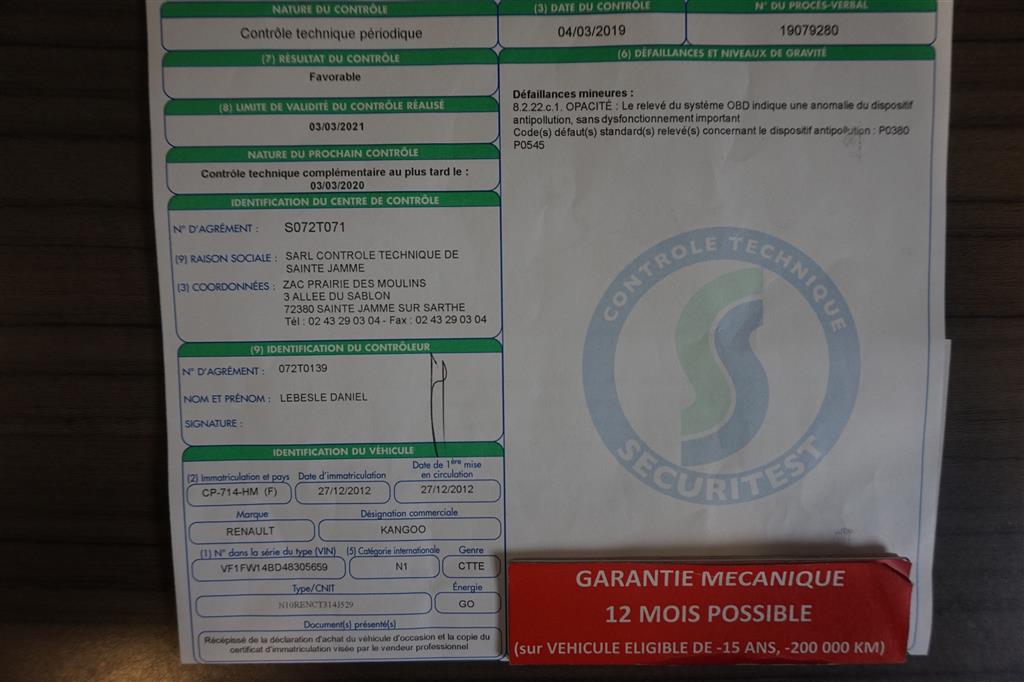 NATURE DU CONTRÔLE
Contrôle technique périodique
(3) DATE DU CONTRÔLE
04/03/2019
N° DU PROCÈS-VERBAL
19079280
(7) RÉSULTAT DU CONTRÔLE
Favorable
(8) LIMITE DE VALIDITÉ DU CONTRÔLE RÉALISÉ
03/03/2021
NATURE DU PROCHAIN CONTRÔLE
Contrôle technique complémentaire au plus tard le :
03/03/2020
IDENTIFICATION DU CENTRE DE CONTRÔLE
N° D'AGRÉMENT : S072T071
(9) RAISON SOCIALE : SARL CONTROLE TECHNIQUE DE
SAINTE JAMME
(3) COORDONNÉES : ZAC PRAIRIE DES MOULINS
3 ALLEE DU SABLON
72380 SAINTE JAMME SUR SARTHE
Tél : 02 43 29 03 04 - Fax : 02 43 29 03 04
(9) IDENTIFICATION DU CONTRÔLEUR
N° D'AGRÉMENT : 072T0139
NOM ET PRÉNOM : LEBESLE DANIEL
SIGNATURE :
IDENTIFICATION DU VÉHICULE
(2) Immatriculation et pays
CP-714-HM (F)
Date d'immatriculation
27/12/2012
Date de 1ère mise
en circulation
27/12/2012
Marque
RENAULT
Désignation commerciale
KANGOO
(1) N° dans la série du type (VIN)
VF1FW14BD48305659
(5) Catégorie internationale
N1
Genre
CTTE
Type/CNIT
N10RENCT3141529
Énergie
GO
Document(s) présenté(s)
Récépissé de la déclaration d'achat du véhicule d'occasion et la copie du
certificat d'immatriculation visée par le vendeur professionnel
(6) DÉFAILLANCES ET NIVEAUX DE GRAVITÉ
Défaillances mineures :
8.2.22.c.1. OPACITÉ : Le relevé du système OBD indique une anomalie du dispositif
antipollution, sans dysfonctionnement important
Code(s) défaut(s) standard(s) relevé(s) concernant le dispositif antipollution : P0380
P0545
CONTROLE TECHNIQUE
SECURITEST
GARANTIE MECANIQUE
12 MOIS POSSIBLE
(sur VEHICULE ELIGIBLE DE -15 ANS, -200 000 KM)